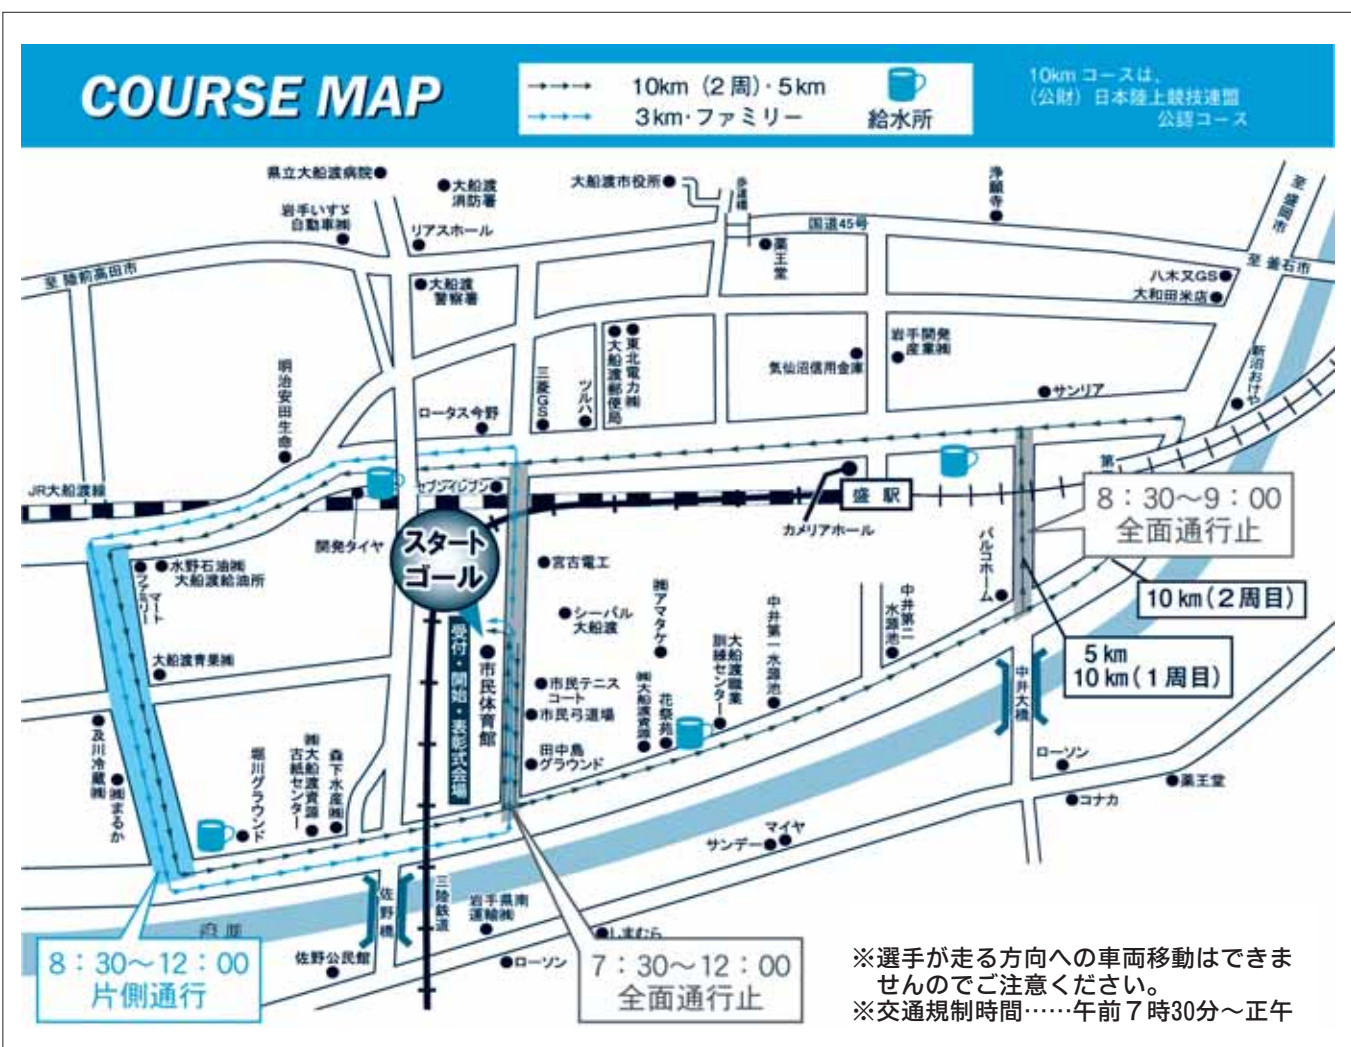 COURSE MAP
10km（2周）・5km
3km・ファミリー
給水所
10km コースは、
（公財）日本陸上競技連盟
公認コース
県立大船渡病院
大船渡
消防署
岩手いすゞ
自動車㈱
リアスホール
大船渡市役所
歩道橋
国道45号
薬王堂
浄願寺
至 盛岡市
至 釜石市
至 陸前高田市
大船渡
警察署
八木又GS
大和田米店
明治安田生命
ロータス今野
三菱GS
ツルハ
大船渡郵便局
東北電力㈱
気仙沼信用金庫
岩手開発
産業㈱
サンリア
新沼おけや
JR大船渡線
セブンイレブン
盛 駅
カメリアホール
第一
8：30～9：00
全面通行止
開発タイヤ
スタート
ゴール
水野石油㈱
大船渡給油所
ファミリー
マート
宮古電工
シーパル
大船渡
㈱アマタケ
中井第一水源池
中井第二
水源池
パルコホーム
10km（2周目）
5km
10km（1周目）
大船渡青果㈱
受付・開始・表彰式会場
市民体育館
市民テニス
コート
市民弓道場
田中島
グラウンド
㈱大船渡資源
花祭苑
大船渡職業
訓練センター
中井大橋
ローソン
コナカ
薬王堂
及川冷蔵㈱
㈱まるか
堀川グラウンド
㈱大船渡資源
古紙センター
森下水産㈱
サンデー
マイヤ
佐野橋
三陸鉄道
岩手県南
運輸㈱
佐野公民館
ローソン
しまむら
8：30～12：00
片側通行
7：30～12：00
全面通行止
※選手が走る方向への車両移動はできま
せんのでご注意ください。
※交通規制時間……午前7時30分～正午